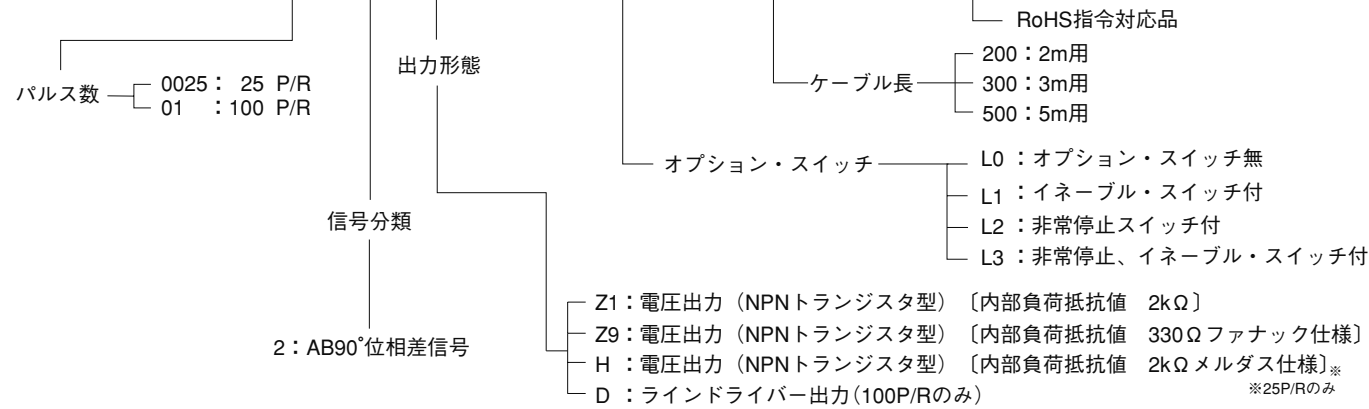 RoHS指令対応品
パルス数
0025： 25 P/R
01 ：100 P/R
出力形態
ケーブル長
200：2m用
300：3m用
500：5m用
オプション・スイッチ
L0 ：オプション・スイッチ無
L1 ：イネーブル・スイッチ付
L2 ：非常停止スイッチ付
L3 ：非常停止、イネーブル・スイッチ付
信号分類
2：AB90°位相差信号
Z1：電圧出力（NPNトランジスタ型）〔内部負荷抵抗値 2kΩ〕
Z9：電圧出力（NPNトランジスタ型）〔内部負荷抵抗値 330Ωファナック仕様〕
H ：電圧出力（NPNトランジスタ型）〔内部負荷抵抗値 2kΩメルダス仕様〕※
D ：ラインドライバー出力（100P/Rのみ）
※25P/Rのみ